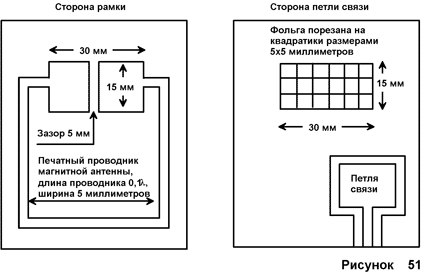 Сторона рамки
30 мм
15 мм
Зазор 5 мм
Печатный проводник
магнитной антенны,
длина проводника 0,1λ,
ширина 5 миллиметров
Сторона петли связи
Фольга порезана на
квадратики размерами
5х5 миллиметров
15 мм
30 мм
Петля
связи
Рисунок 51